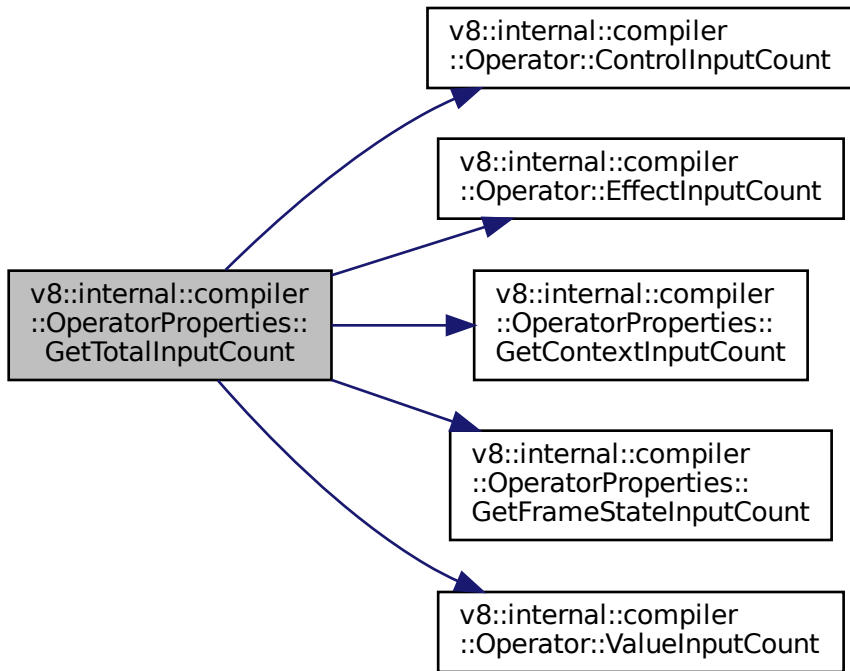 v8::internal::compiler
::Operator::ControlInputCount
v8::internal::compiler
::Operator::EffectInputCount
v8::internal::compiler
::OperatorProperties::
GetTotalInputCount
v8::internal::compiler
::OperatorProperties::
GetContextInputCount
v8::internal::compiler
::OperatorProperties::
GetFrameStateInputCount
v8::internal::compiler
::Operator::ValueInputCount